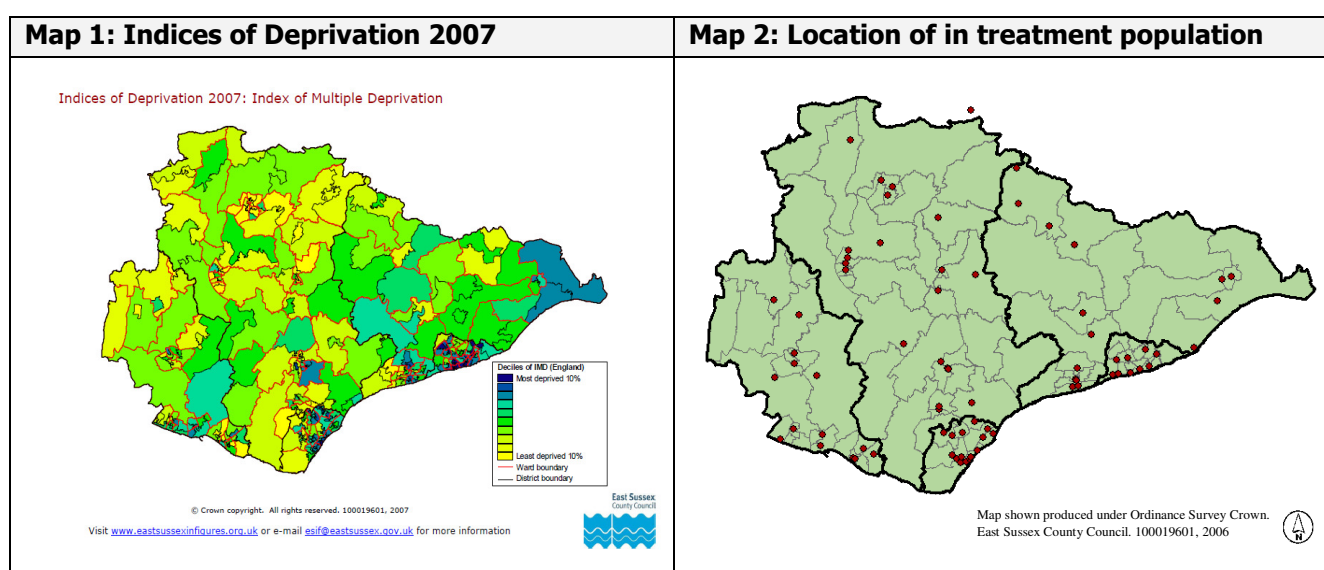 Map 1: Indices of Deprivation 2007
Map 2: Location of in treatment population
Indices of Deprivation 2007: Index of Multiple Deprivation
Deciles of IMD (England)
Most deprived 10%
Least deprived 10%
Ward boundary
District boundary
© Crown copyright. All rights reserved. 100019601, 2007
Visit www.eastsussexinfigures.org.uk or e-mail esif@eastsussex.gov.uk for more information
East Sussex
County Council
Map shown produced under Ordinance Survey Crown.
East Sussex County Council. 100019601, 2006
N